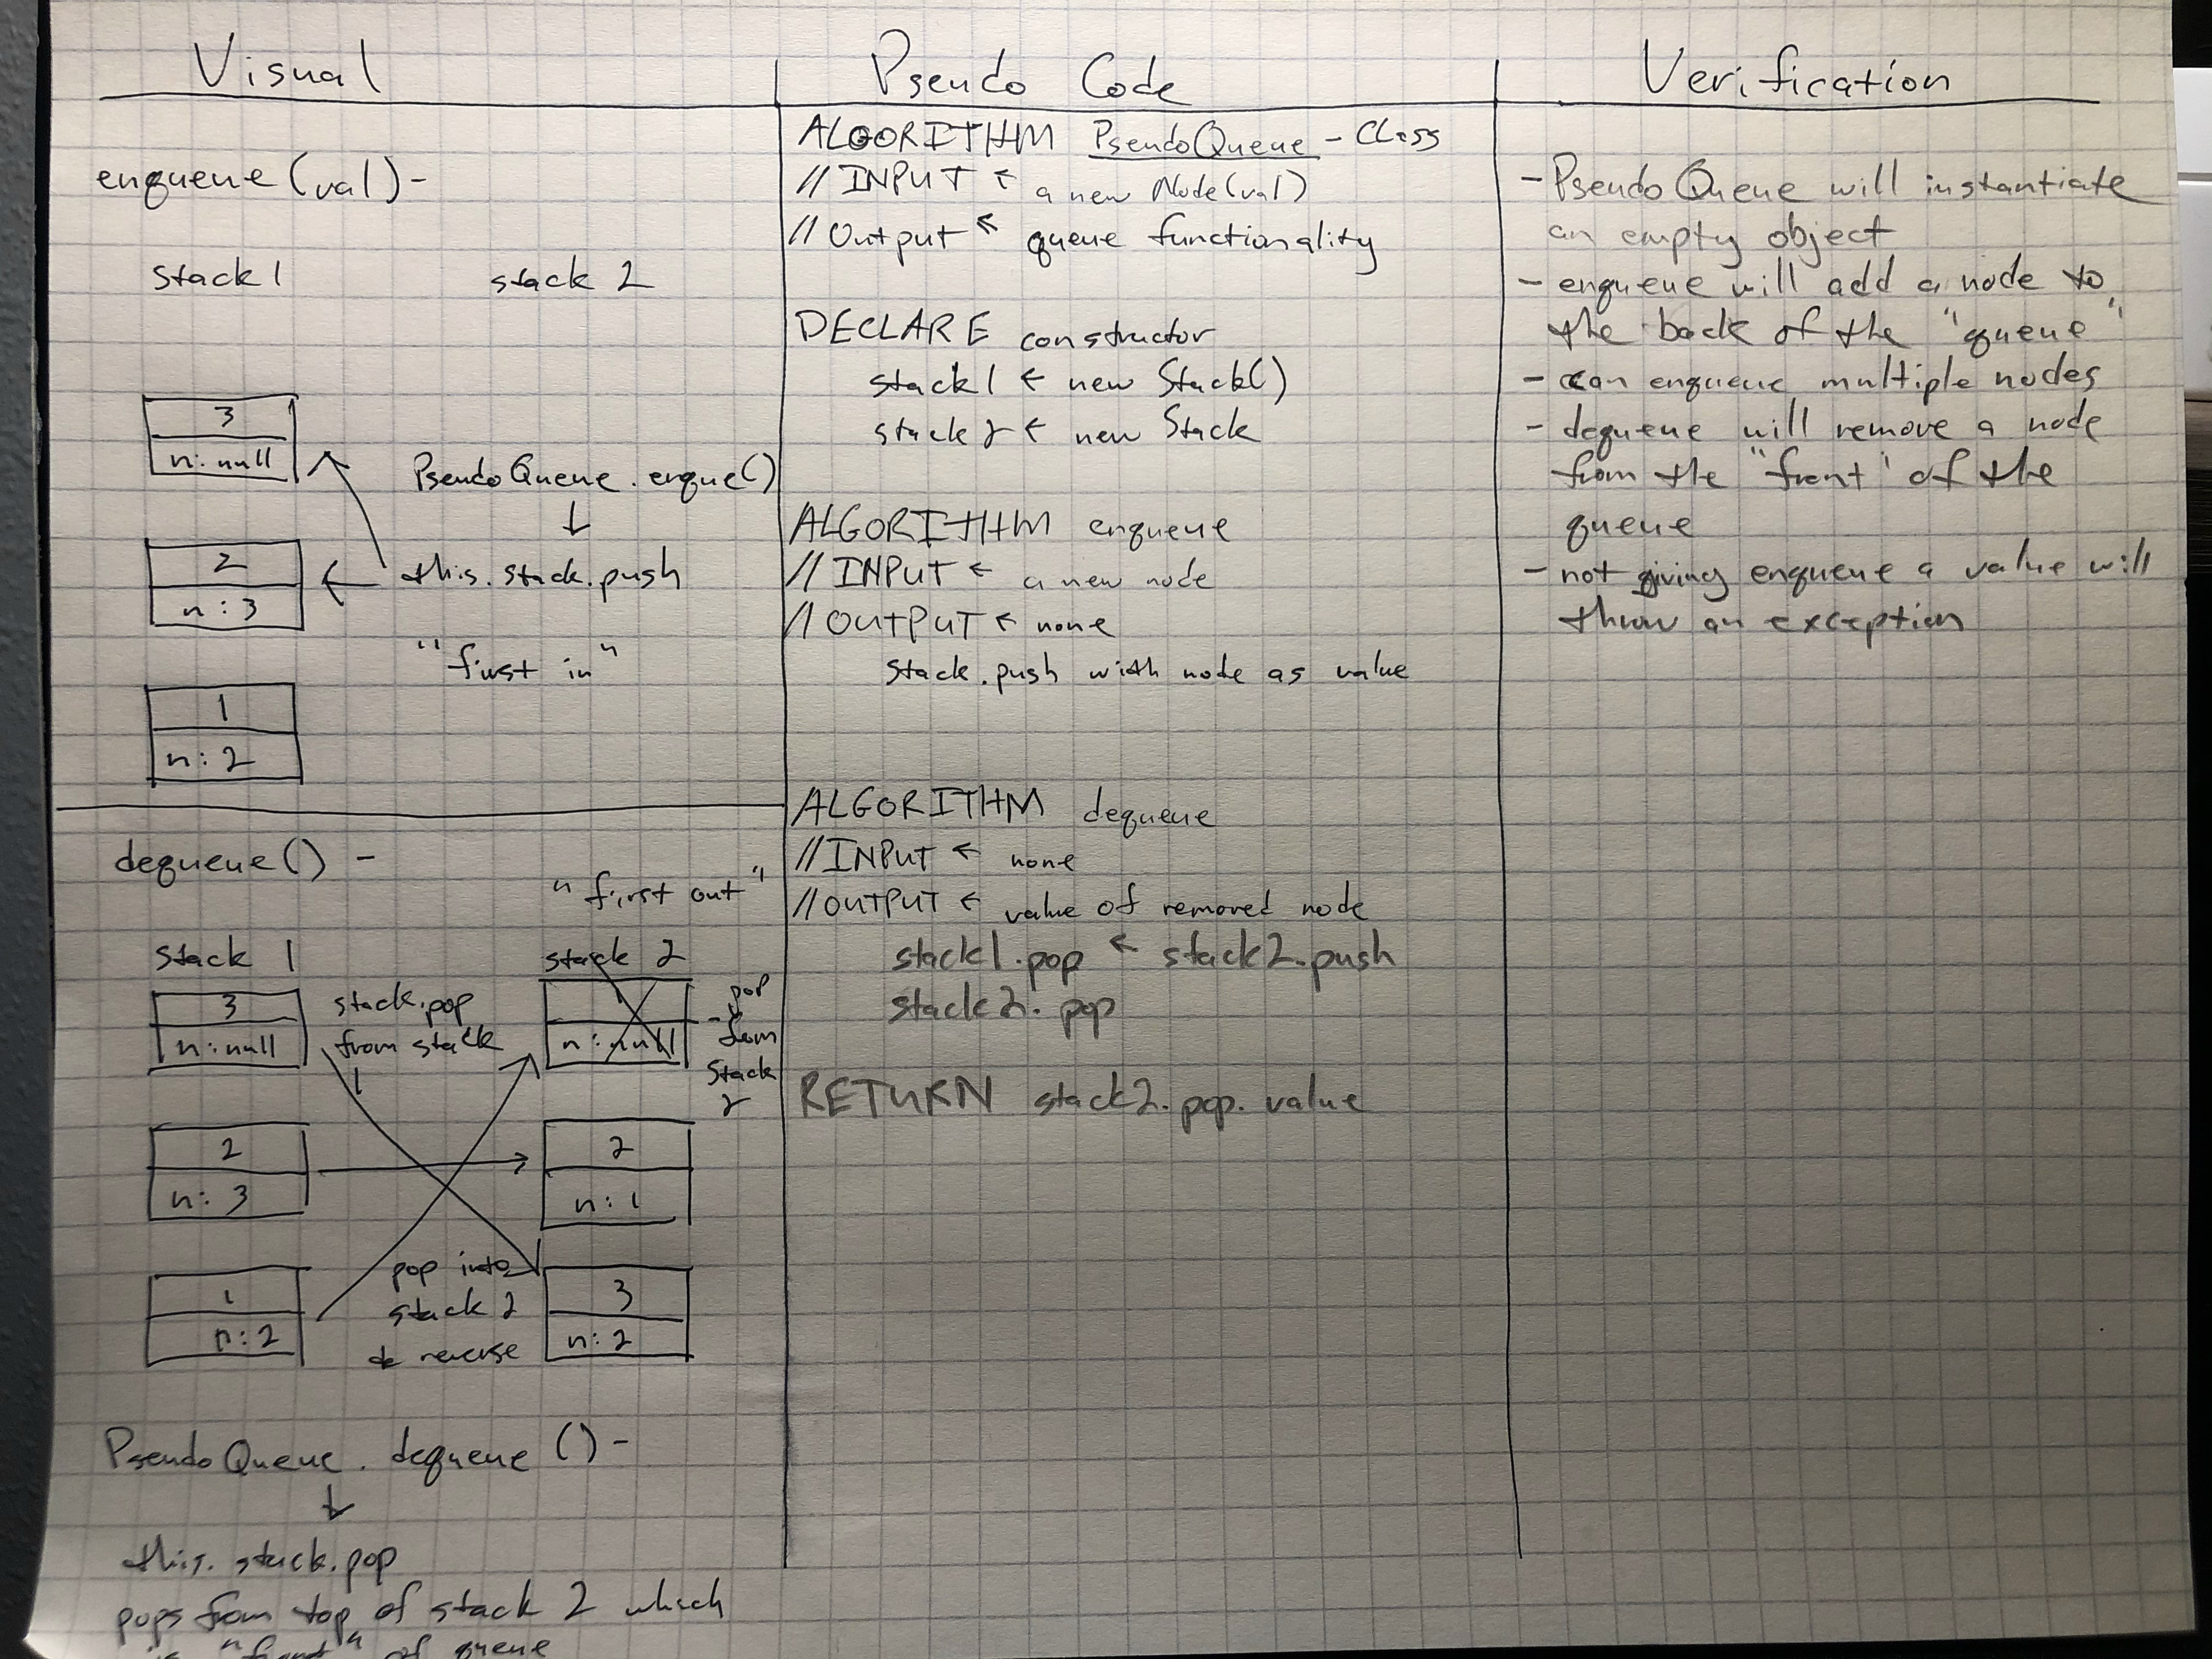 Visual
enqueue (val) -
stack 1 stack 2
3
n: null
PseudoQueue.enque()
↓
2
n: 3
this.stack.push
"first in"
1
n: 2
dequeue() -
"first out"
stack 1 stack 2
3
n: null
stack.pop
from stack
1
n: null
pop
from
stack
2
2
n: 3
2
n: 1
1
n: 2
pop into
stack 2
reverse
3
n: 2
PseudoQueue. dequeue () -
↓
this. stack.pop
pops from top of stack 2 which
is "front" of queue
Pseudo Code
ALGORITHM PseudoQueue - Class
// INPUT ← a new Node(val)
// Output ← queue functionality
DECLARE constructor
stack1 ← new Stack()
stack2 ← new Stack
ALGORITHM enqueue
// INPUT ← a new node
// OUTPUT ← none
stack.push with node as value
ALGORITHM dequeue
// INPUT ← none
// OUTPUT ← value of removed node
stack1.pop ← stack2.push
stack2. pop
RETURN stack2.pop.value
Verification
- PseudoQueue will instantiate
an empty object
- enqueue will add a node to
the back of the "queue"
- can enqueue multiple nodes
- dequeue will remove a node
from the "front" of the
queue
- not giving enqueue a value will
throw an exception